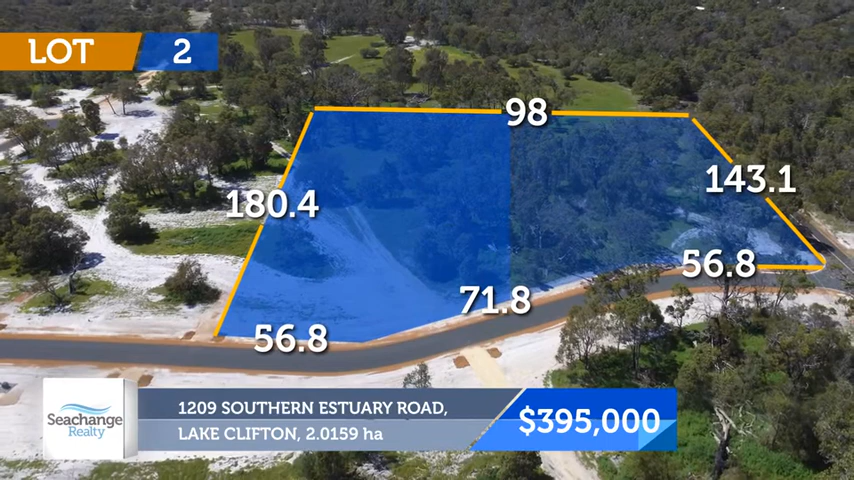 LOT 2
98
143.1
180.4
56.8
71.8
56.8
Seachange
Realty
1209 SOUTHERN ESTUARY ROAD,
LAKE CLIFTON, 2.0159 ha
$395,000